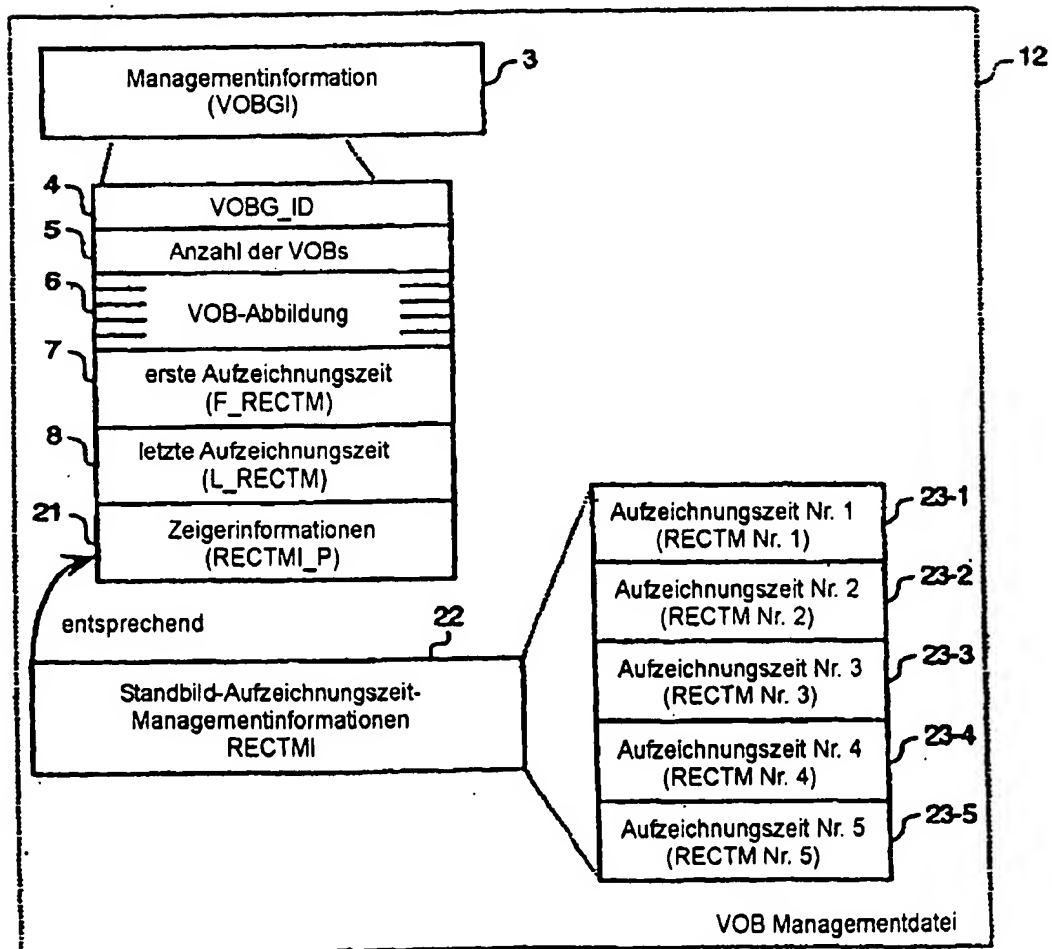 12
3
Managementinformation
(VOBGI)
4
VOBG_ID
5
Anzahl der VOBs
6
VOB-Abbildung
7
erste Aufzeichnungszeit
(F_RECTM)
8
letzte Aufzeichnungszeit
(L_RECTM)
21
Zeigerinformationen
(RECTMI_P)
entsprechend
22
Standbild-Aufzeichnungszeit-
Managementinformationen
RECTMI
Aufzeichnungszeit Nr. 1
(RECTM Nr. 1)
23-1
Aufzeichnungszeit Nr. 2
(RECTM Nr. 2)
23-2
Aufzeichnungszeit Nr. 3
(RECTM Nr. 3)
23-3
Aufzeichnungszeit Nr. 4
(RECTM Nr. 4)
23-4
Aufzeichnungszeit Nr. 5
(RECTM Nr. 5)
23-5
VOB Managementdatei